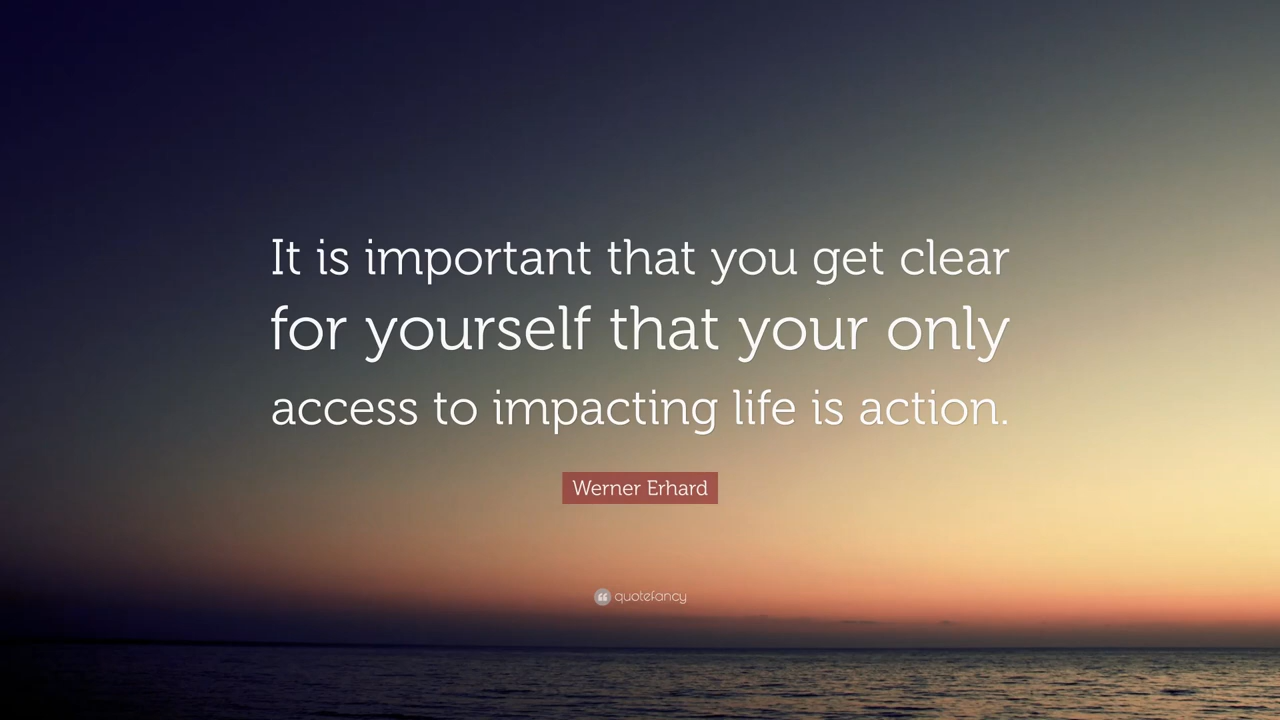 It is important that you get clear
for yourself that your only
access to impacting life is action.
Werner Erhard
quotefancy